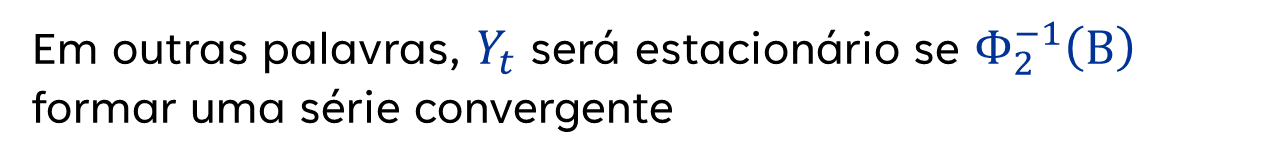 Em outras palavras, Yₜ será estacionário se Φ₂⁻¹(B)
formar uma série convergente